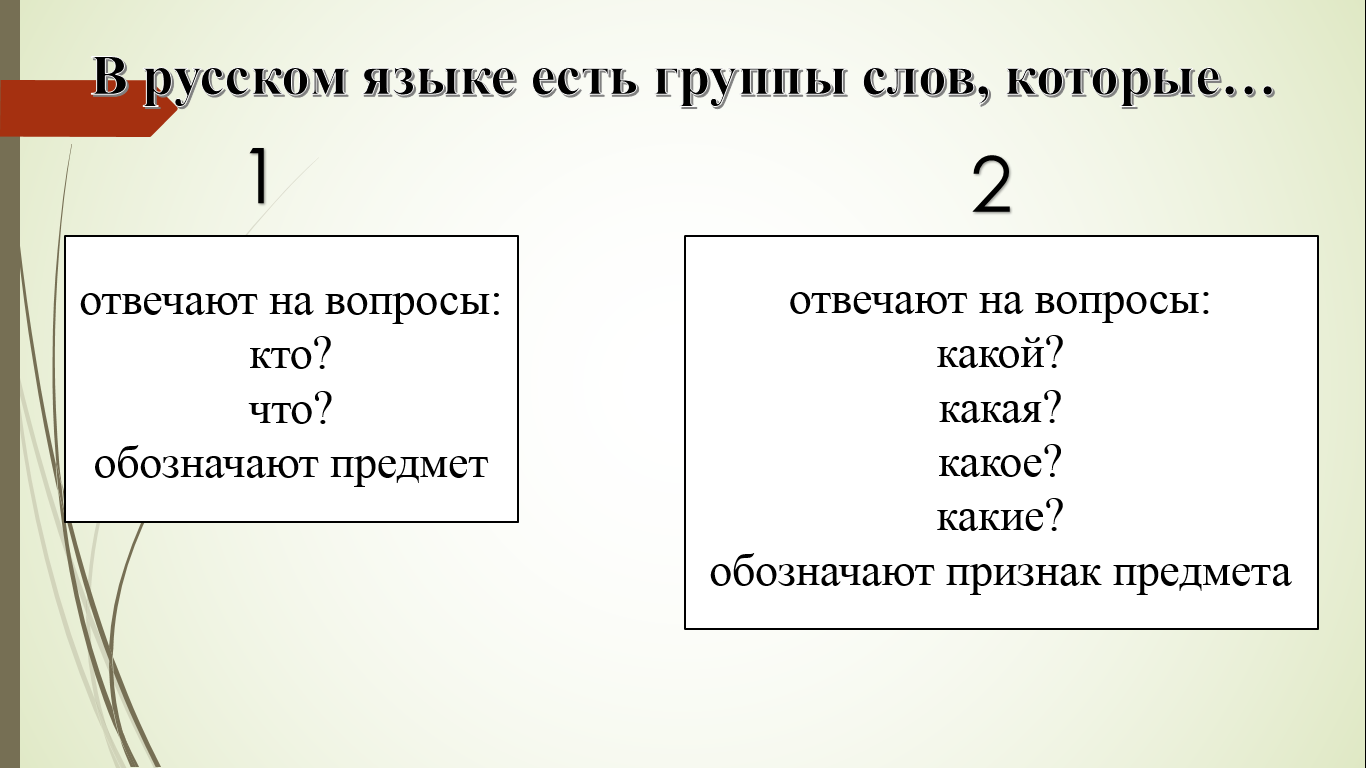 В русском языке есть группы слов, которые…
1
отвечают на вопросы:
кто?
что?
обозначают предмет
2
отвечают на вопросы:
какой?
какая?
какое?
какие?
обозначают признак предмета